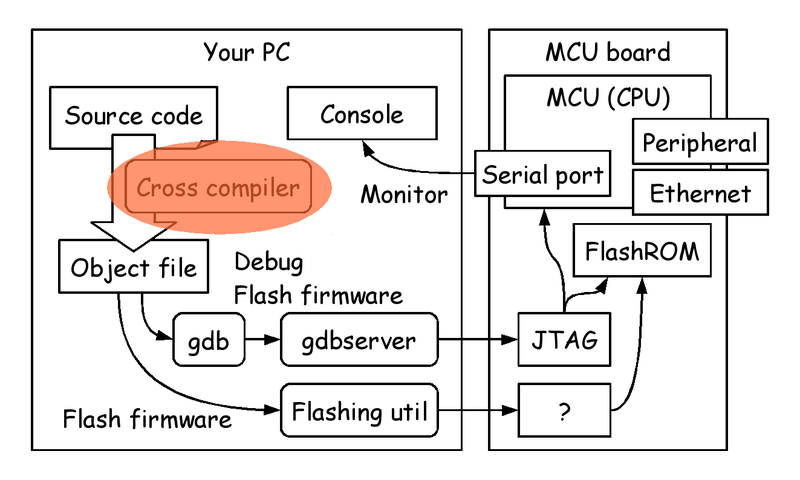 Your PC
Source code
Cross compiler
Console
Monitor
Object file
Debug
Flash firmware
gdb
gdbserver
Flash firmware
Flashing util
MCU board
MCU (CPU)
Peripheral
Serial port
Ethernet
FlashROM
JTAG
?